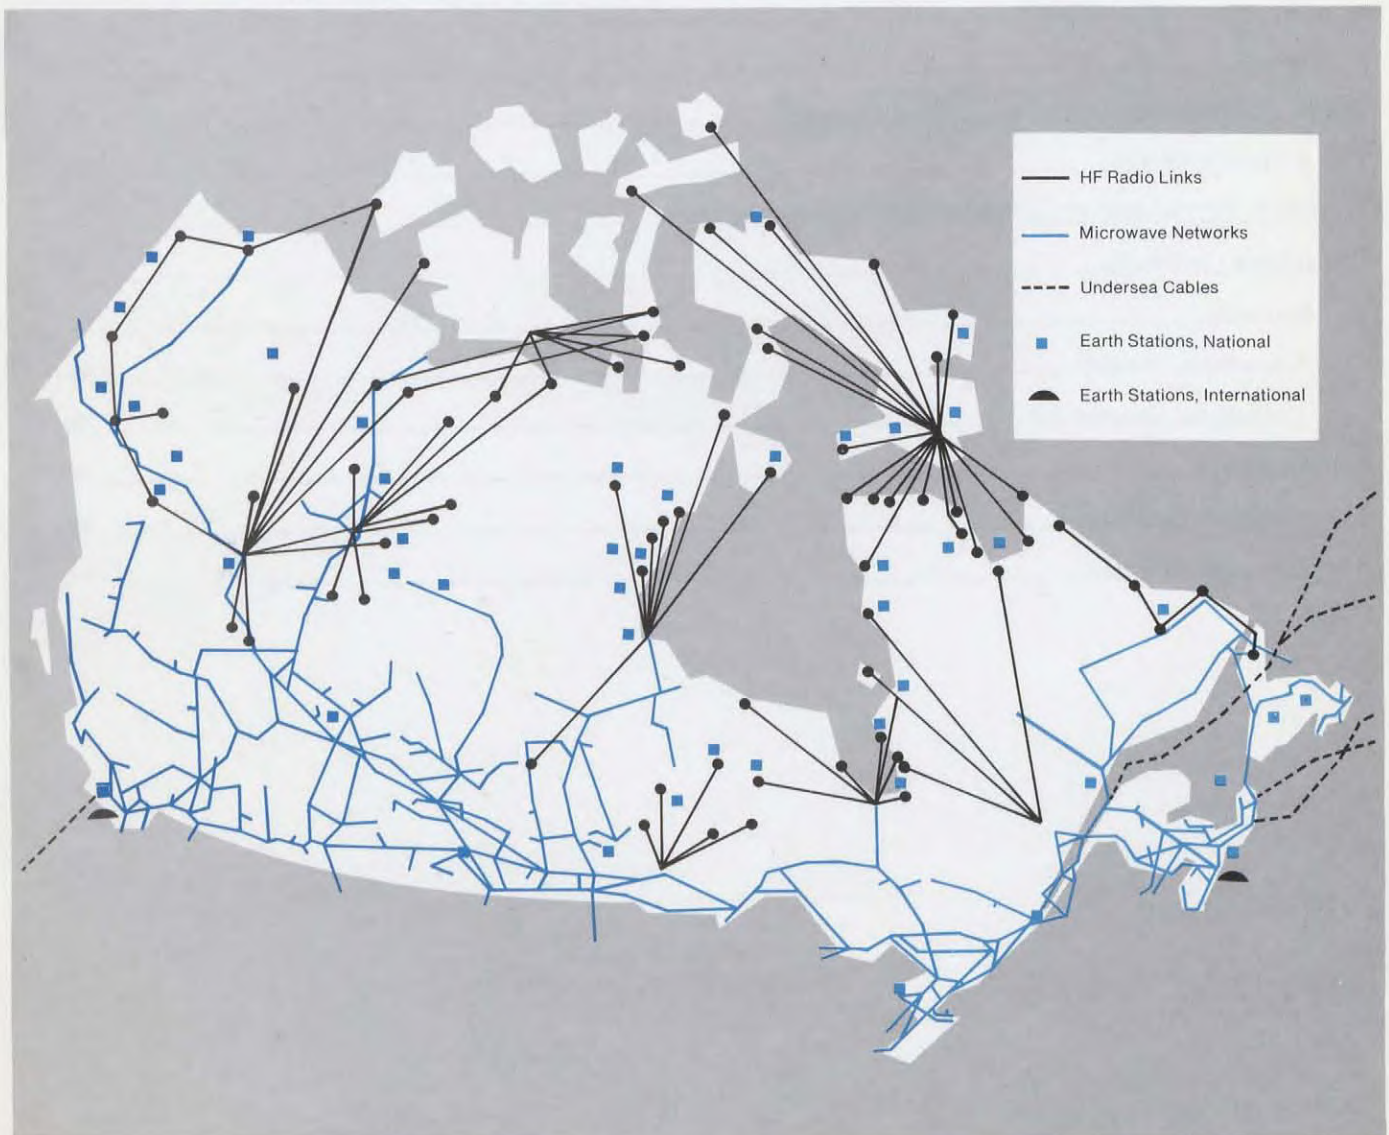 HF Radio Links
Microwave Networks
Undersea Cables
Earth Stations, National
Earth Stations, International